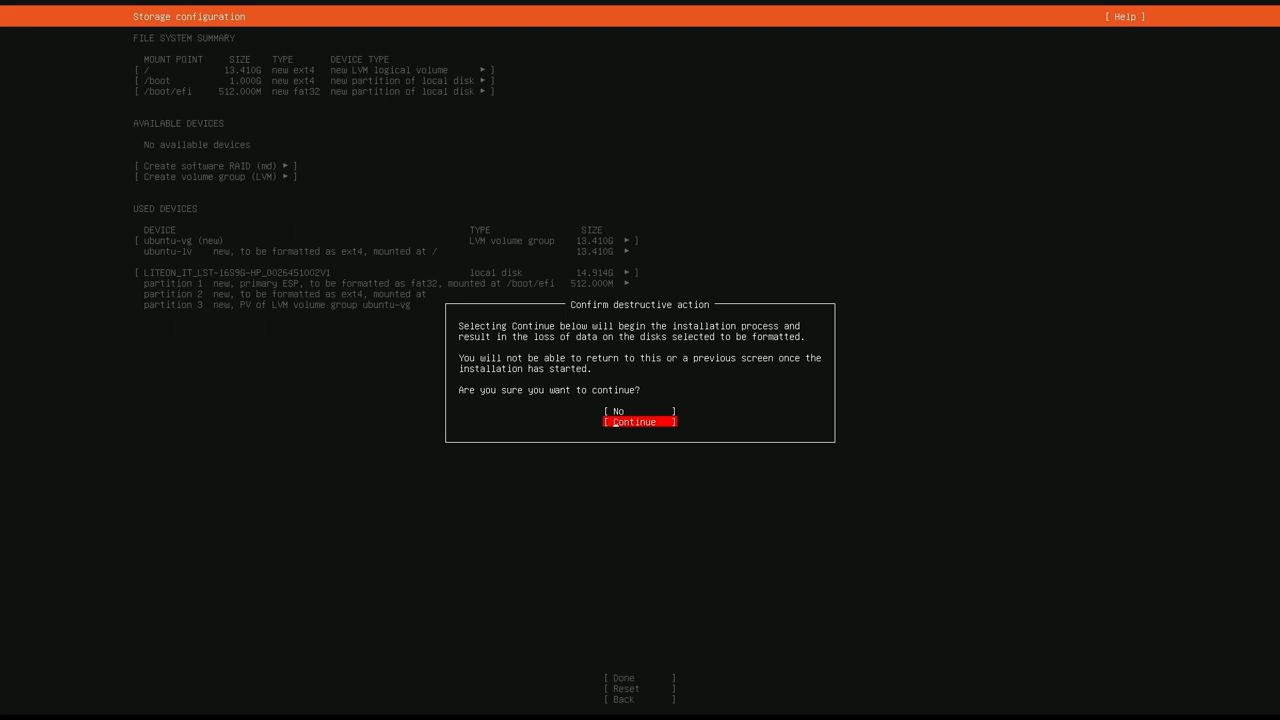 Storage configuration [ Help ]
FILE SYSTEM SUMMARY
MOUNT POINT SIZE TYPE DEVICE TYPE
[ / 13.410G new ext4 new LVM logical volume ▸ ]
[ /boot 1.000G new ext4 new partition of local disk ▸ ]
[ /boot/efi 512.000M new fat32 new partition of local disk ▸ ]
AVAILABLE DEVICES
No available devices
[ Create software RAID (md) ▸ ]
[ Create volume group (LVM) ▸ ]
USED DEVICES
DEVICE TYPE SIZE
[ ubuntu-vg (new) LVM volume group 13.410G ▸ ]
ubuntu-lv new, to be formatted as ext4, mounted at / 13.410G ▸
[ LITEON_IT_LST-16S9G-HP_0026451002V1 local disk 14.914G ▸ ]
partition 1 new, primary ESP, to be formatted as fat32, mounted at /boot/efi 512.000M ▸
partition 2 new, to be formatted as ext4, mounted at
partition 3 new, PV of LVM volume group ubuntu-vg
Confirm destructive action
Selecting Continue below will begin the installation process and
result in the loss of data on the disks selected to be formatted.
You will not be able to return to this or a previous screen once the
installation has started.
Are you sure you want to continue?
[ No ]
[ Continue ]
[ Done ]
[ Reset ]
[ Back ]